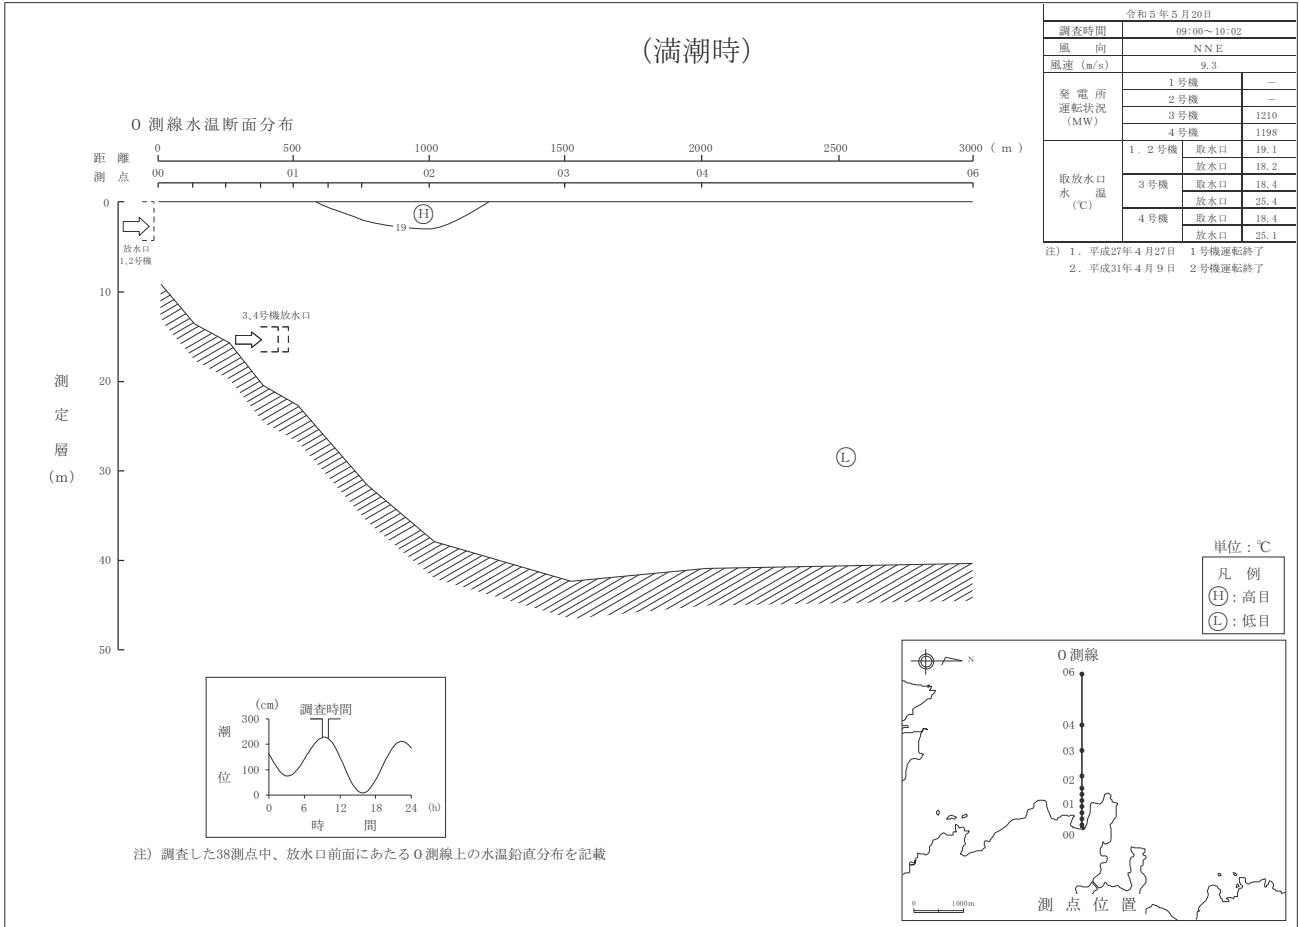 (満潮時)
令和５年５月20日
調査時間 09:00～10:02
風　向 NNE
風速 (m/s) 9.3
発電所運転状況(MW)
１号機 －
２号機 －
３号機 1210
４号機 1198
取放水口水温(℃)
１．２号機 取水口 19.1
放水口 18.2
３号機 取水口 18.4
放水口 25.4
４号機 取水口 18.4
放水口 25.1
注）１．平成27年４月27日　１号機運転終了
２．平成31年４月９日　２号機運転終了
０測線水温断面分布
距離 0 500 1000 1500 2000 2500 3000 (m)
測点 00 01 02 03 04 06
0
H
19
放水口
1,2号機
10
3,4号機放水口
20
測定層(m)
L
30
40
50
単位：℃
凡　例
H：高目
L：低目
(cm) 調査時間
潮位
300
200
100
0
0 6 12 18 24 (h)
時　間
注）調査した38測点中、放水口前面にあたる０測線上の水温鉛直分布を記載
N
０測線
06
04
03
02
01
00
0 1000m
測点位置